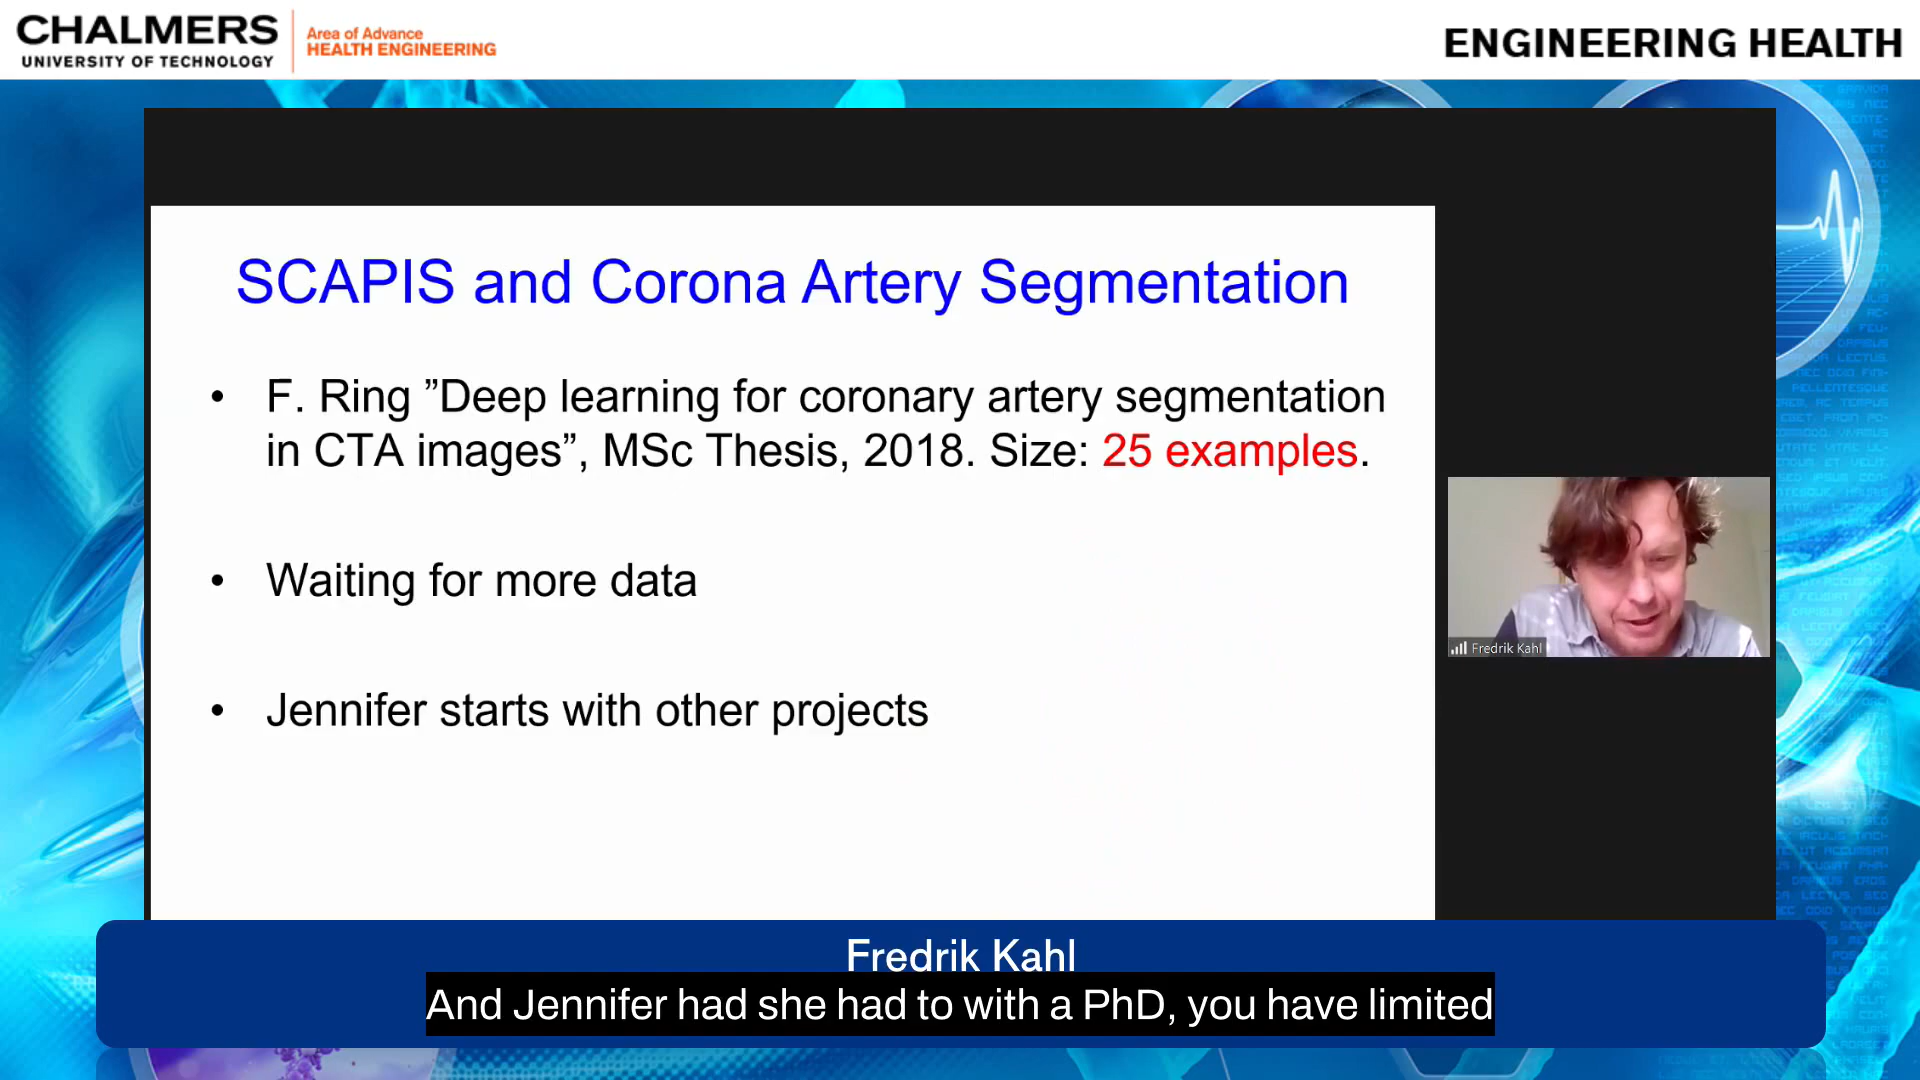 CHALMERS
UNIVERSITY OF TECHNOLOGY
Area of Advance
HEALTH ENGINEERING
ENGINEERING HEALTH
SCAPIS and Corona Artery Segmentation
• F. Ring ”Deep learning for coronary artery segmentation
in CTA images”, MSc Thesis, 2018. Size: 25 examples.
• Waiting for more data
• Jennifer starts with other projects
Fredrik Kahl
Fredrik Kahl
And Jennifer had she had to with a PhD, you have limited